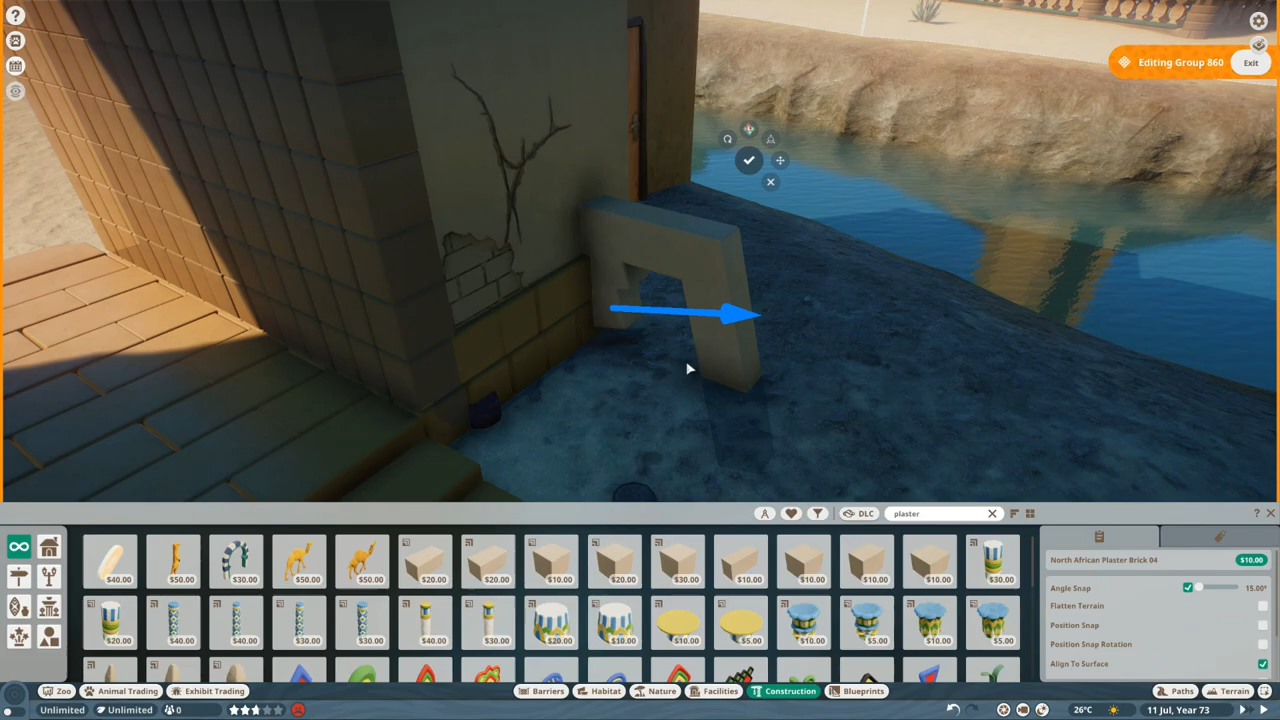 Editing Group 860
Exit
DLC
plaster
North African Plaster Brick 04
$10.00
$40.00
$50.00
$30.00
$50.00
$50.00
$20.00
$20.00
$10.00
$20.00
$30.00
$10.00
$10.00
$10.00
$10.00
$30.00
Angle Snap
15.00°
Flatten Terrain
Position Snap
Position Snap Rotation
Align To Surface
$20.00
$40.00
$40.00
$30.00
$30.00
$40.00
$30.00
$20.00
$10.00
$10.00
$5.00
$10.00
$5.00
$10.00
$5.00
Zoo
Animal Trading
Exhibit Trading
Barriers
Habitat
Nature
Facilities
Construction
Blueprints
Paths
Terrain
Unlimited
Unlimited
0
26°C
11 Jul, Year 73